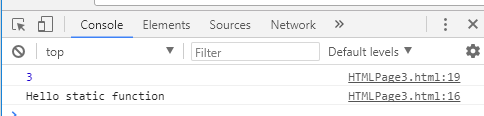 Console Elements Sources Network »
top Filter Default levels
3 HTMLPage3.html:19
Hello static function HTMLPage3.html:16